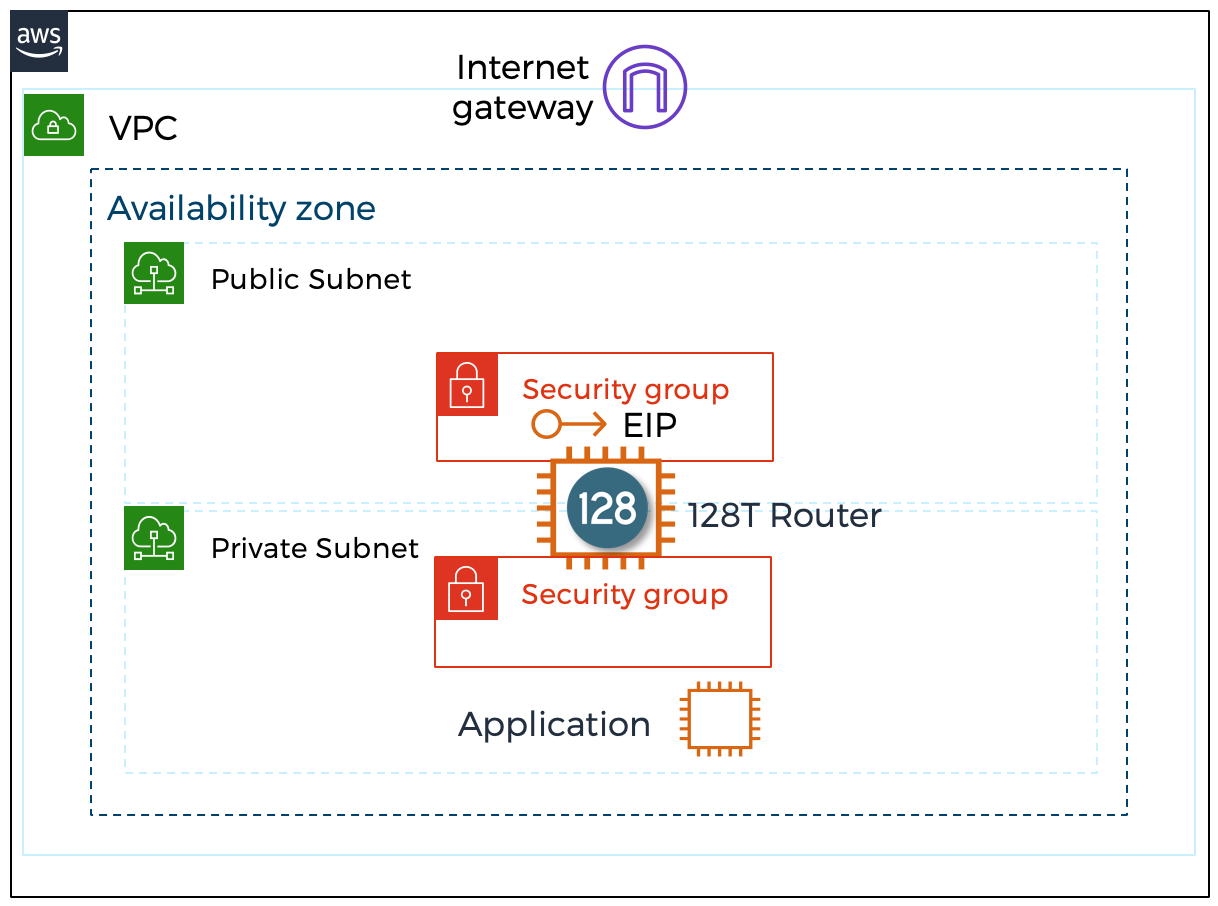 aws
Internet
gateway
VPC
Availability zone
Public Subnet
Security group
EIP
128
128T Router
Private Subnet
Security group
Application